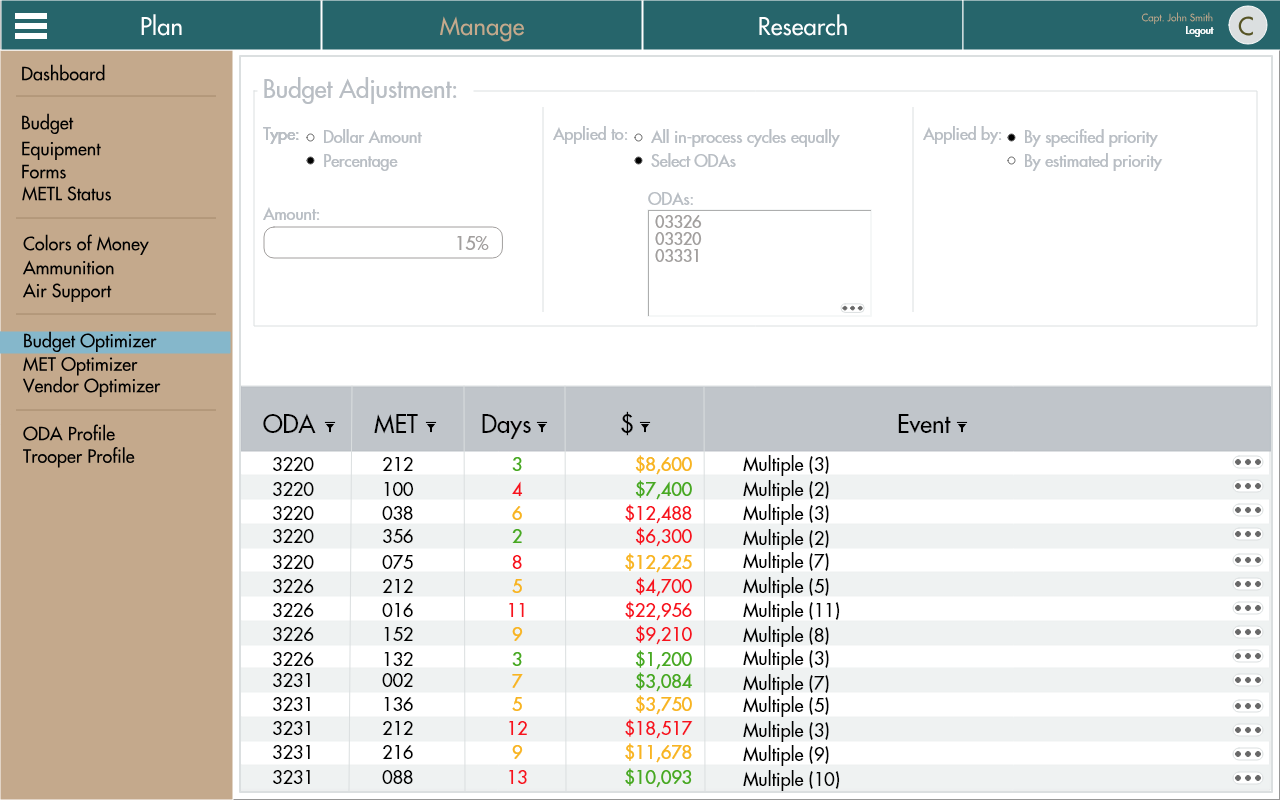 Plan Manage Research Capt. John Smith
Logout
C
Dashboard
Budget
Equipment
Forms
METL Status
Colors of Money
Ammunition
Air Support
Budget Optimizer
MET Optimizer
Vendor Optimizer
ODA Profile
Trooper Profile
Budget Adjustment:
Type: Dollar Amount
Percentage
Amount:
15%
Applied to: All in-process cycles equally
Select ODAs
ODAs:
03326
03320
03331
Applied by: By specified priority
By estimated priority
ODA MET Days $ Event
3220 212 3 $8,600 Multiple (3)
3220 100 4 $7,400 Multiple (2)
3220 038 6 $12,488 Multiple (3)
3220 356 2 $6,300 Multiple (2)
3220 075 8 $12,225 Multiple (7)
3226 212 5 $4,700 Multiple (5)
3226 016 11 $22,956 Multiple (11)
3226 152 9 $9,210 Multiple (8)
3226 132 3 $1,200 Multiple (3)
3231 002 7 $3,084 Multiple (7)
3231 136 5 $3,750 Multiple (5)
3231 212 12 $18,517 Multiple (3)
3231 216 9 $11,678 Multiple (9)
3231 088 13 $10,093 Multiple (10)